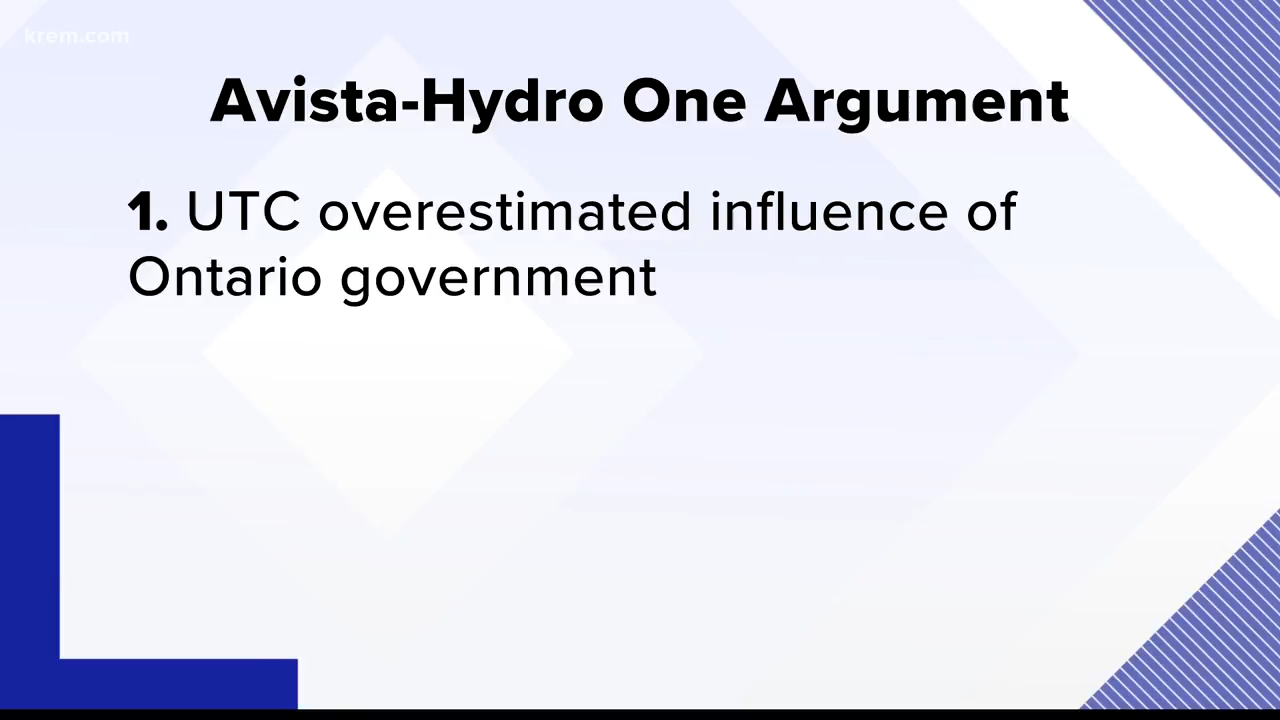 krem.com
Avista-Hydro One Argument
1. UTC overestimated influence of
Ontario government